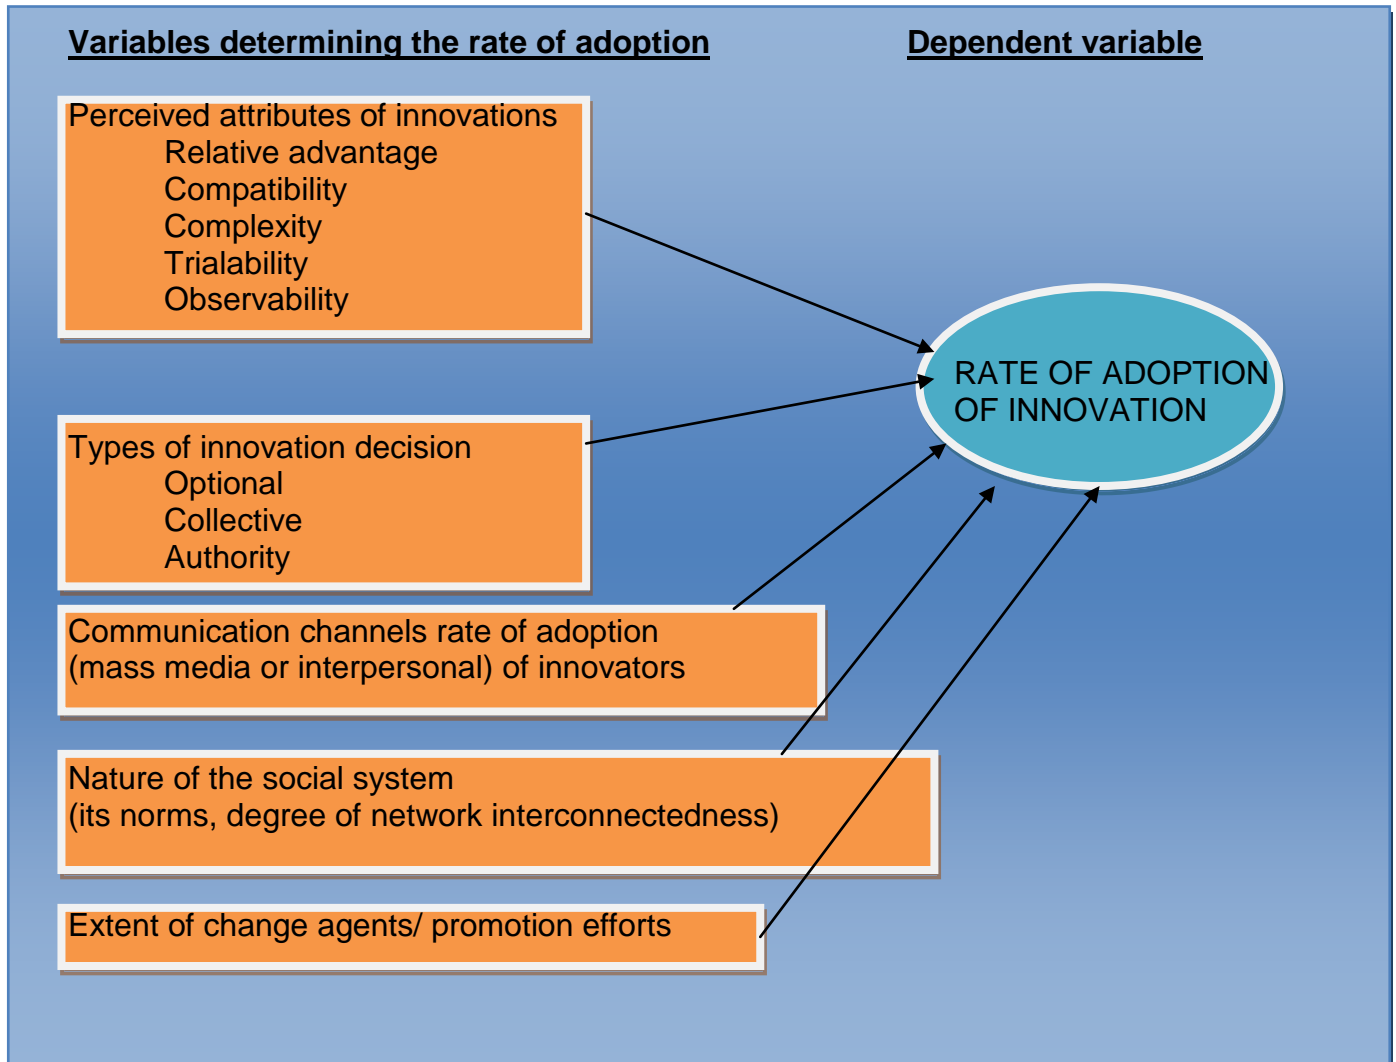 Variables determining the rate of adoption
Dependent variable
Perceived attributes of innovations
Relative advantage
Compatibility
Complexity
Trialability
Observability
Types of innovation decision
Optional
Collective
Authority
Communication channels rate of adoption
(mass media or interpersonal) of innovators
Nature of the social system
(its norms, degree of network interconnectedness)
Extent of change agents/ promotion efforts
RATE OF ADOPTION
OF INNOVATION